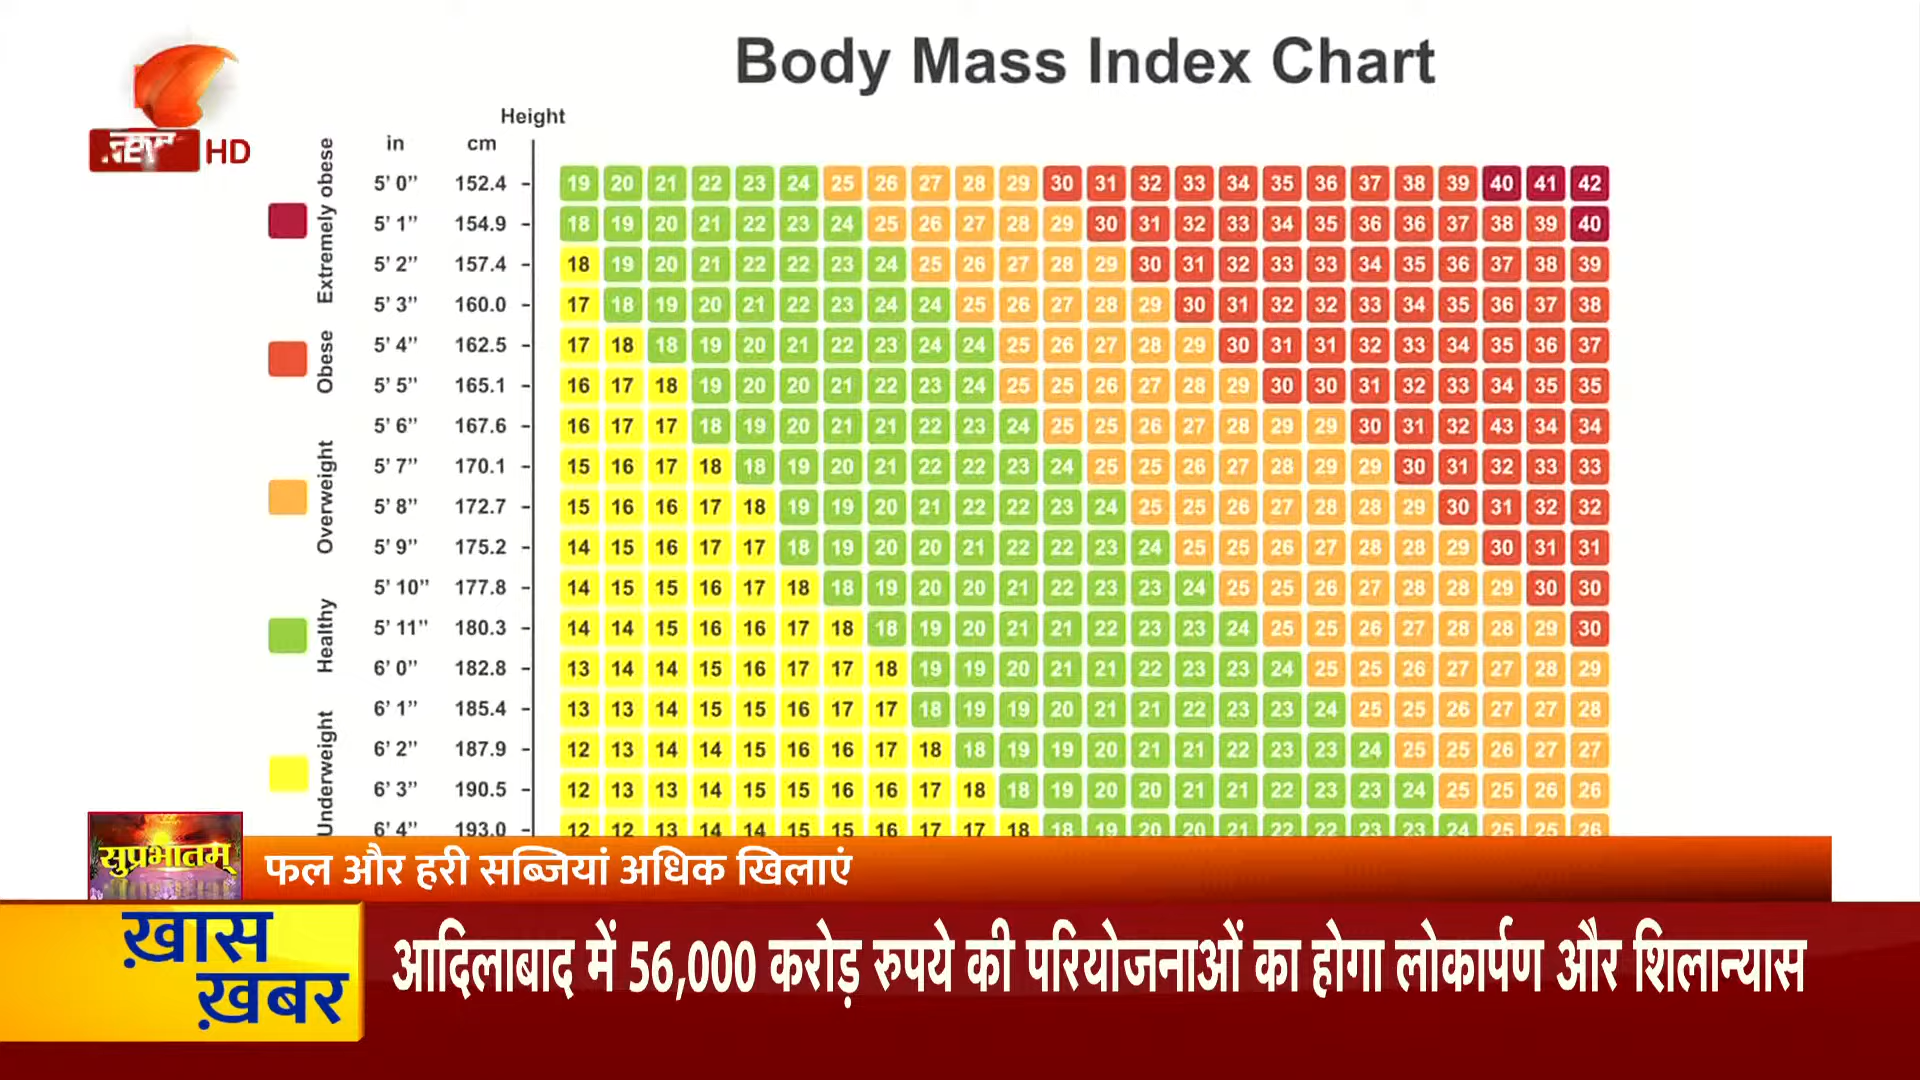 Body Mass Index Chart
HD
Height
in cm
5’ 0” 152.4 19 20 21 22 23 24 25 26 27 28 29 30 31 32 33 34 35 36 37 38 39 40 41 42
5’ 1” 154.9 18 19 20 21 22 23 24 25 26 27 28 29 30 31 32 33 34 35 36 36 37 38 39 40
5’ 2” 157.4 18 19 20 21 22 22 23 24 25 26 27 28 29 30 31 32 33 33 34 35 36 37 38 39
5’ 3” 160.0 17 18 19 20 21 22 23 24 24 25 26 27 28 29 30 31 32 32 33 34 35 36 37 38
5’ 4” 162.5 17 18 18 19 20 21 22 23 24 24 25 26 27 28 29 30 31 31 32 33 34 35 36 37
5’ 5” 165.1 16 17 18 19 20 20 21 22 23 24 25 25 26 27 28 29 30 30 31 32 33 34 35 35
5’ 6” 167.6 16 17 17 18 19 20 21 21 22 23 24 25 25 26 27 28 29 29 30 31 32 43 34 34
5’ 7” 170.1 15 16 17 18 18 19 20 21 22 22 23 24 25 25 26 27 28 29 29 30 31 32 33 33
5’ 8” 172.7 15 16 16 17 18 19 19 20 21 22 22 23 24 25 25 26 27 28 28 29 30 31 32 32
5’ 9” 175.2 14 15 16 17 17 18 19 20 20 21 22 22 23 24 25 25 26 27 28 28 29 30 31 31
5’ 10” 177.8 14 15 15 16 17 18 18 19 20 20 21 22 23 23 24 25 25 26 27 28 28 29 30 30
5’ 11” 180.3 14 14 15 16 16 17 18 18 19 20 21 21 22 23 23 24 25 25 26 27 28 28 29 30
6’ 0” 182.8 13 14 14 15 16 17 17 18 19 19 20 21 21 22 23 23 24 25 25 26 27 27 28 29
6’ 1” 185.4 13 13 14 15 15 16 17 17 18 19 19 20 21 21 22 23 23 24 25 25 26 27 27 28
6’ 2” 187.9 12 13 14 14 15 16 16 17 18 18 19 19 20 21 21 22 23 23 24 25 25 26 27 27
6’ 3” 190.5 12 13 13 14 15 15 16 16 17 18 18 19 20 20 21 21 22 23 23 24 25 25 26 26
6’ 4” 193.0 12 12 13 14 14 15 15 16 17 17 18 18 19 20 20 21 22 22 23 23 24 25 25 26
Extremely obese
Obese
Overweight
Healthy
Underweight
सुप्रभातम्
फल और हरी सब्जियां अधिक खिलाएं
ख़ास
ख़बर
आदिलाबाद में 56,000 करोड़ रुपये की परियोजनाओं का होगा लोकार्पण और शिलान्यास